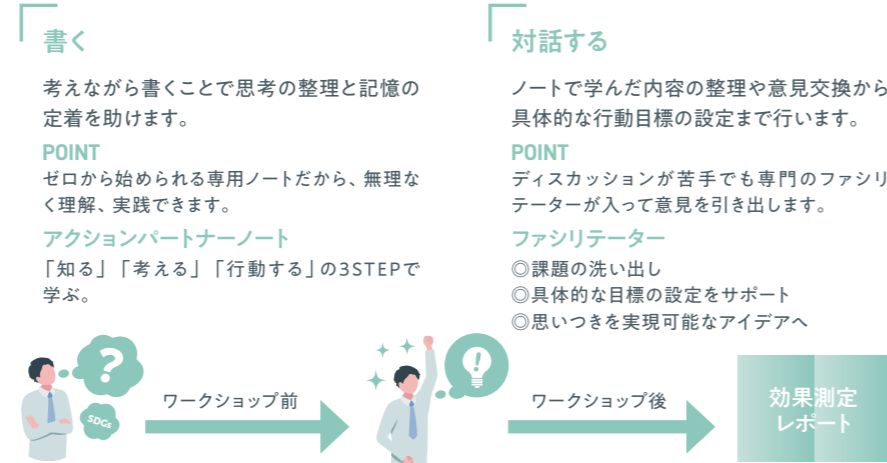 書く
考えながら書くことで思考の整理と記憶の
定着を助けます。
POINT
ゼロから始められる専用ノートだから、無理な
く理解、実践できます。
アクションパートナーノート
「知る」「考える」「行動する」の3STEPで
学ぶ。
対話する
ノートで学んだ内容の整理や意見交換から
具体的な行動目標の設定まで行います。
POINT
ディスカッションが苦手でも専門のファシリ
テーターが入って意見を引き出します。
ファシリテーター
◎課題の洗い出し
◎具体的な目標の設定をサポート
◎思いつきを実現可能なアイデアへ
?
SDGs
ワークショップ前
!
ワークショップ後
効果測定
レポート